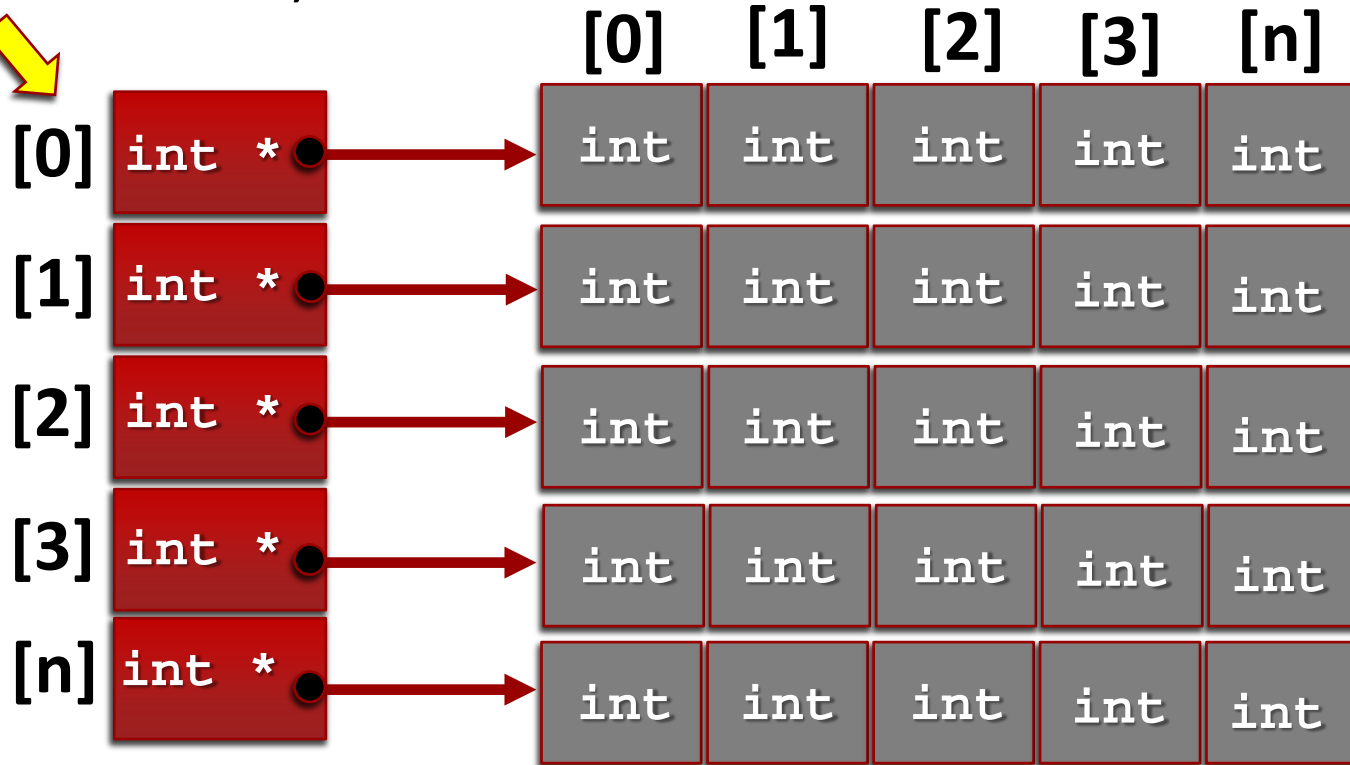 [0] [1] [2] [3] [n]
[0] int * int int int int int
[1] int * int int int int int
[2] int * int int int int int
[3] int * int int int int int
[n] int * int int int int int